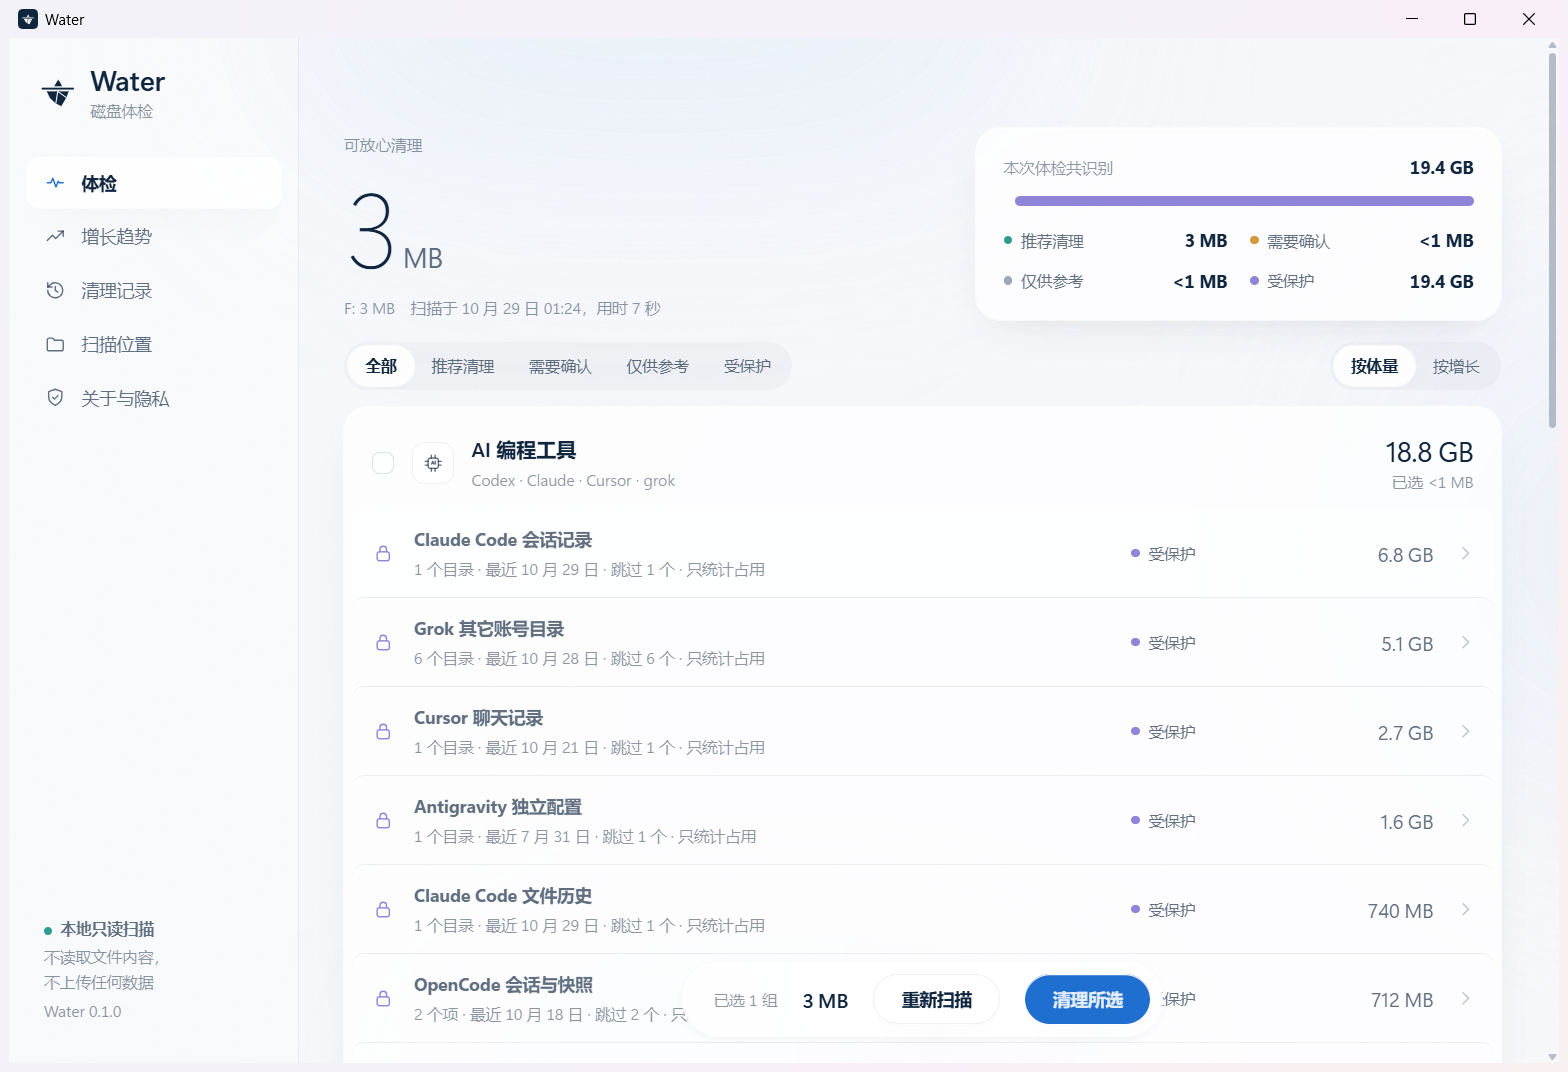 Water
Water
磁盘体检
体检
增长趋势
清理记录
扫描位置
关于与隐私
本地只读扫描
不读取文件内容，
不上传任何数据
Water 0.1.0
可放心清理
3 MB
F: 3 MB 扫描于 10 月 29 日 01:24，用时 7 秒
本次体检共识别 19.4 GB
推荐清理 3 MB 需要确认 <1 MB
仅供参考 <1 MB 受保护 19.4 GB
全部 推荐清理 需要确认 仅供参考 受保护
按体量 按增长
AI 编程工具 18.8 GB
Codex · Claude · Cursor · grok 已选 <1 MB
Claude Code 会话记录 受保护 6.8 GB
1 个目录 · 最近 10 月 29 日 · 跳过 1 个 · 只统计占用
Grok 其它账号目录 受保护 5.1 GB
6 个目录 · 最近 10 月 28 日 · 跳过 6 个 · 只统计占用
Cursor 聊天记录 受保护 2.7 GB
1 个目录 · 最近 10 月 21 日 · 跳过 1 个 · 只统计占用
Antigravity 独立配置 受保护 1.6 GB
1 个目录 · 最近 7 月 31 日 · 跳过 1 个 · 只统计占用
Claude Code 文件历史 受保护 740 MB
1 个目录 · 最近 10 月 29 日 · 跳过 1 个 · 只统计占用
OpenCode 会话与快照 保护 712 MB
2 个项 · 最近 10 月 18 日 · 跳过 2 个 · 只
已选 1 组 3 MB 重新扫描 清理所选